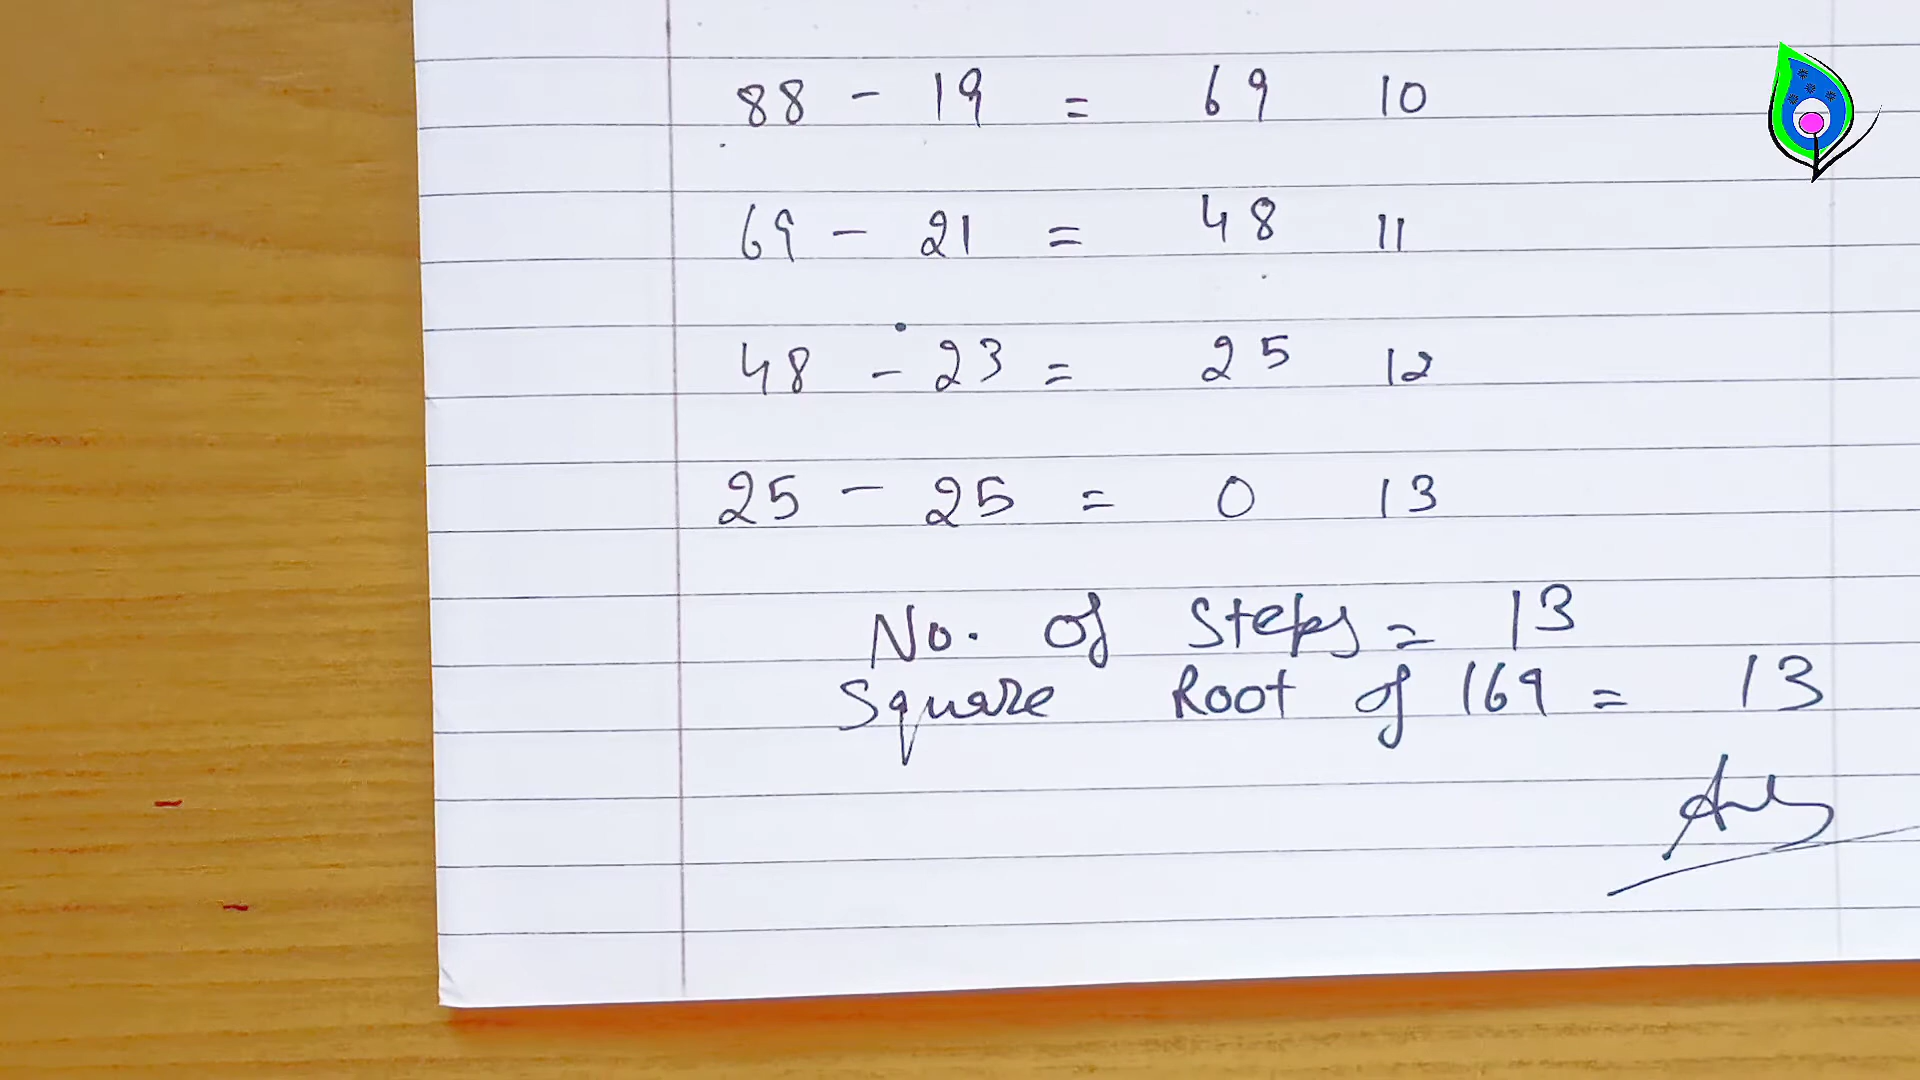 88 - 19 = 69 10
69 - 21 = 48 11
48 - 23 = 25 12
25 - 25 = 0 13
No. of Steps = 13
Square Root of 169 = 13
Ans